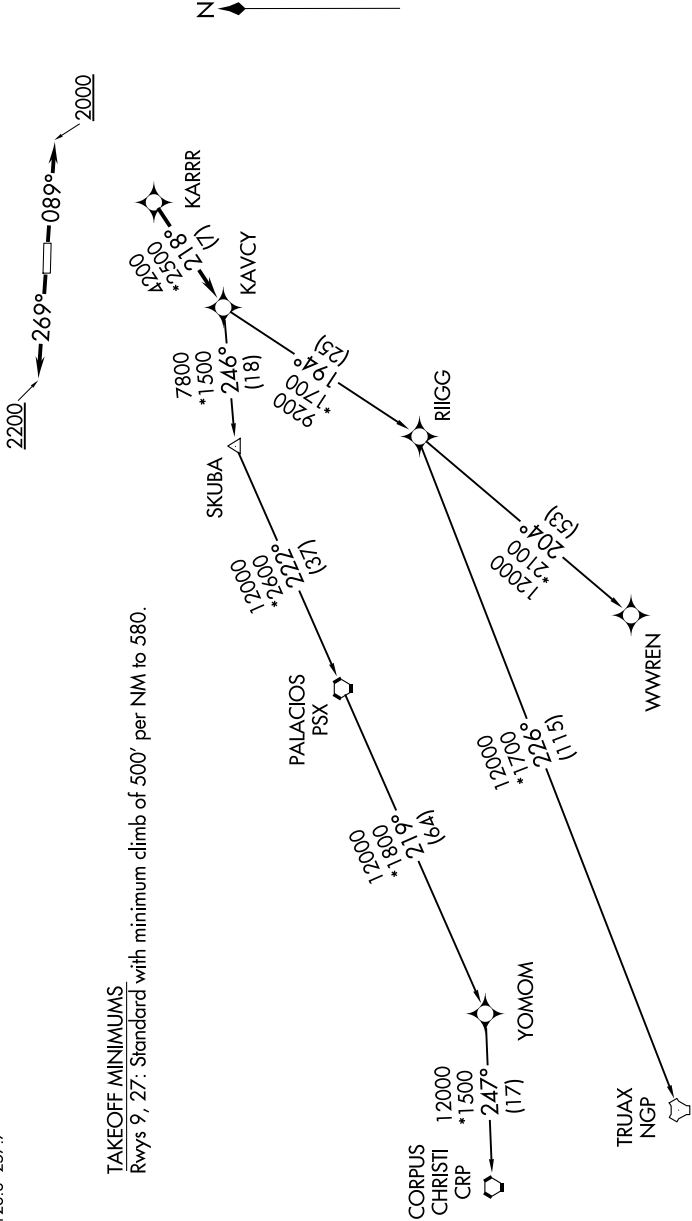 N
2200
269°
089°
2000
KARRR
4200
*2500
218°
(7)
KAVCY
7800
*1500
246°
(18)
9200
*1700
194°
(25)
SKUBA
RIIGG
12000
*2600
222°
(37)
12000
*2100
204°
(53)
WWREN
PALACIOS
PSX
12000
*1700
226°
(115)
12000
*1800
219°
(64)
TAKEOFF MINIMUMS
Rwys 9, 27: Standard with minimum climb of 500' per NM to 580.
YOMOM
12000
*1500
247°
(17)
CORPUS
CHRISTI
CRP
TRUAX
NGP